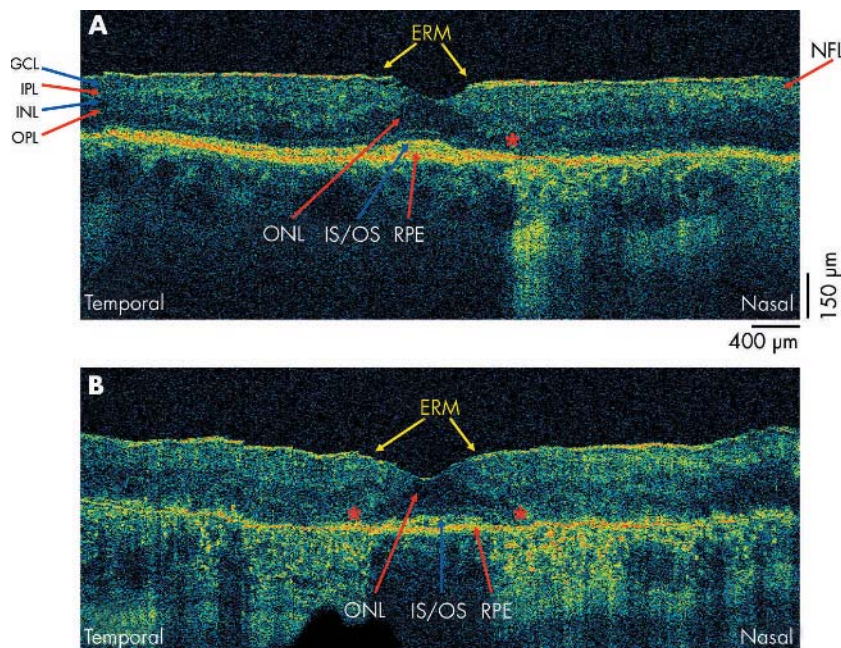 A
ERM
NFL
GCL
IPL
INL
OPL
*
ONL IS/OS RPE
Temporal
Nasal
150 µm
400 µm
B
ERM
* *
ONL IS/OS RPE
Temporal
Nasal